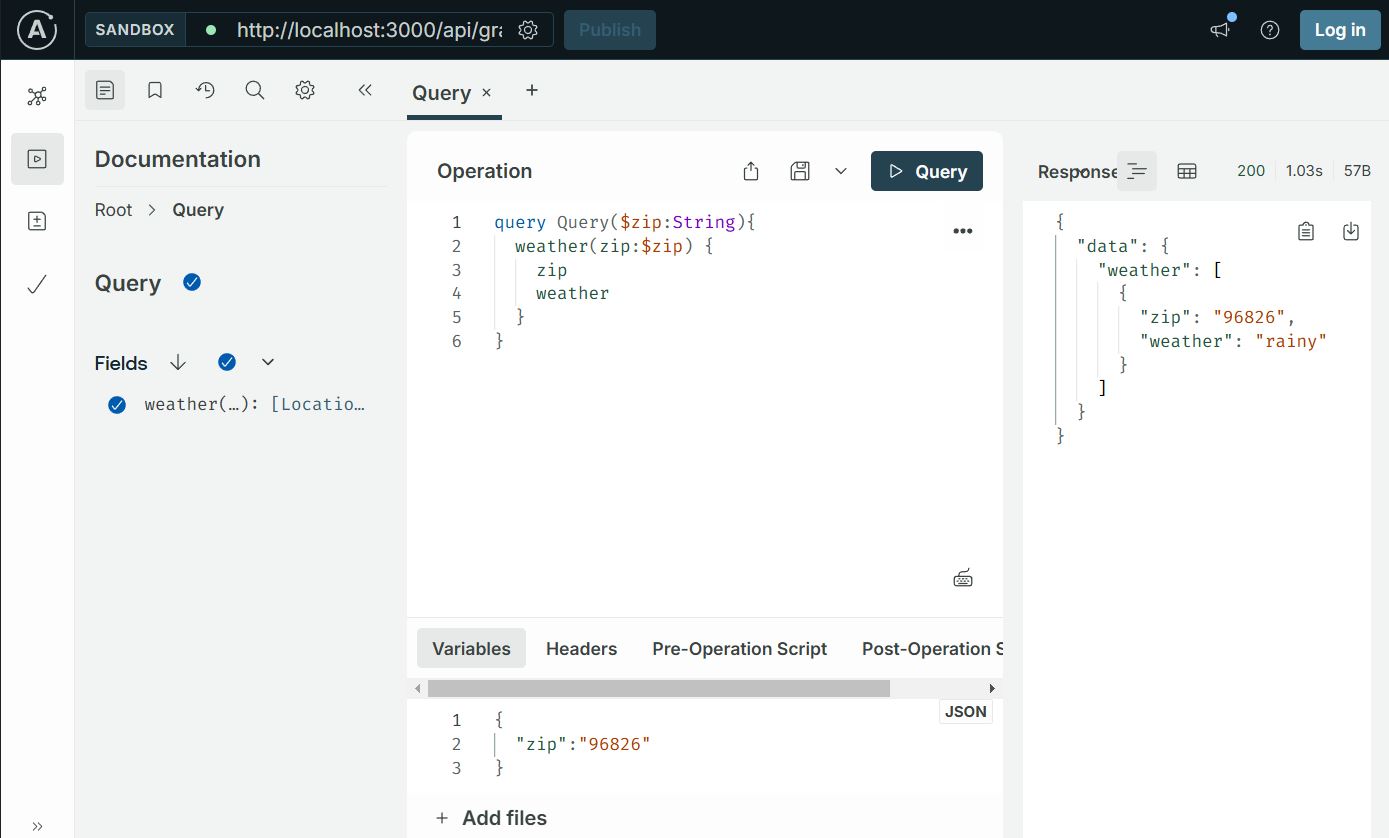 SANDBOX http://localhost:3000/api/gra Publish Log in
Query × +
Documentation
Root > Query
Query
Fields
weather(…): [Locatio…
Operation Query
1 query Query($zip:String){
2 weather(zip:$zip) {
3 zip
4 weather
5 }
6 }
Variables Headers Pre-Operation Script Post-Operation S
JSON
1 {
2 "zip":"96826"
3 }
+ Add files
Response 200 1.03s 57B
{
"data": {
"weather": [
{
"zip": "96826",
"weather": "rainy"
}
]
}
}